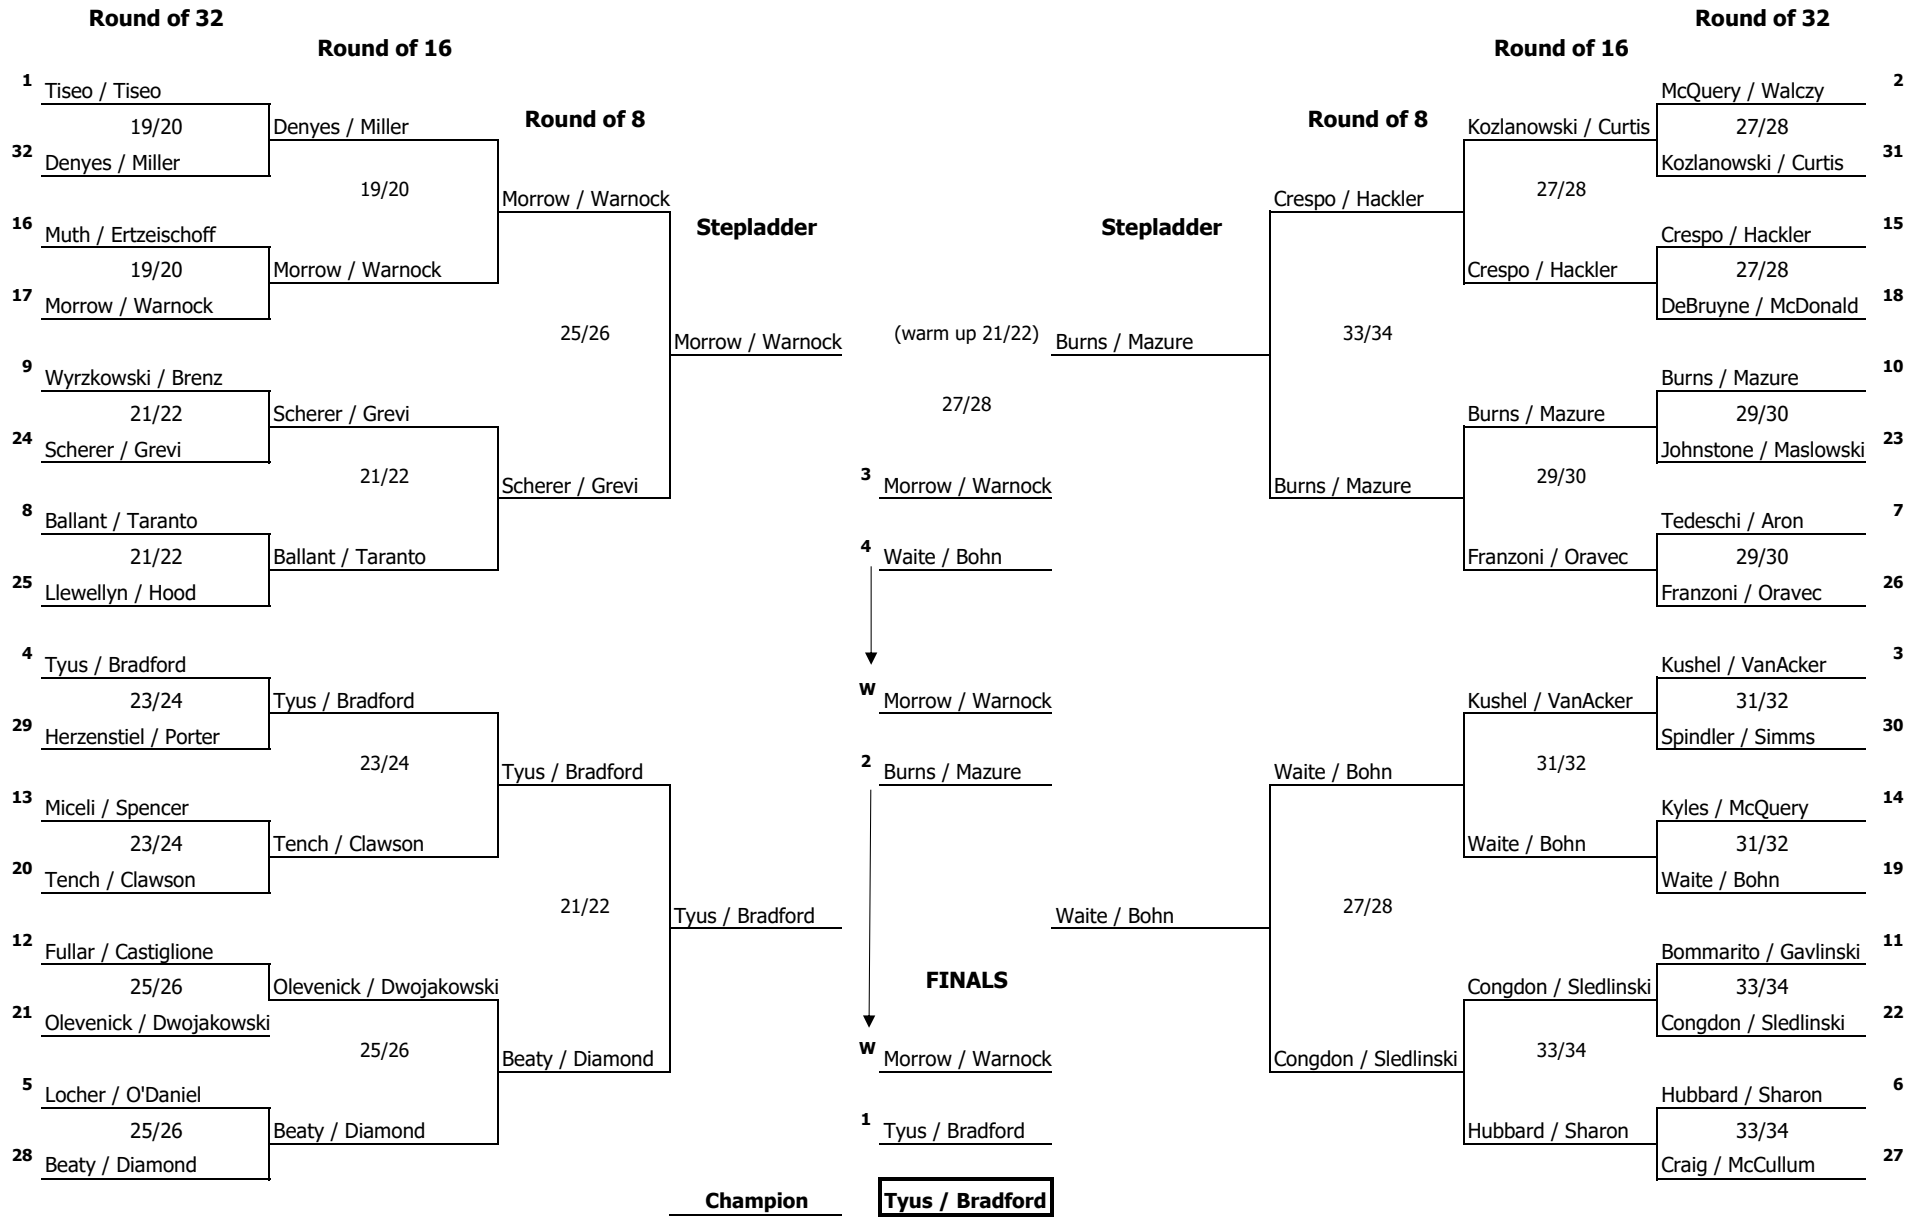 Round of 32
Round of 32
Round of 16
Round of 16
Round of 8
Round of 8
Stepladder
Stepladder
1 Tiseo / Tiseo
19/20
32 Denyes / Miller
16 Muth / Ertzeischoff
19/20
17 Morrow / Warnock
9 Wyrzkowski / Brenz
21/22
24 Scherer / Grevi
8 Ballant / Taranto
21/22
25 Llewellyn / Hood
4 Tyus / Bradford
23/24
29 Herzenstiel / Porter
13 Miceli / Spencer
23/24
20 Tench / Clawson
12 Fullar / Castiglione
25/26
21 Olevenick / Dwojakowski
5 Locher / O'Daniel
25/26
28 Beaty / Diamond
Denyes / Miller
19/20
Morrow / Warnock
Scherer / Grevi
21/22
Ballant / Taranto
Tyus / Bradford
23/24
Tench / Clawson
Olevenick / Dwojakowski
25/26
Beaty / Diamond
Morrow / Warnock
25/26
Scherer / Grevi
Tyus / Bradford
21/22
Beaty / Diamond
Morrow / Warnock
Tyus / Bradford
(warm up 21/22)
27/28
3 Morrow / Warnock
4 Waite / Bohn
W Morrow / Warnock
2 Burns / Mazure
FINALS
W Morrow / Warnock
1 Tyus / Bradford
Champion Tyus / Bradford
Burns / Mazure
Waite / Bohn
Crespo / Hackler
33/34
Burns / Mazure
Waite / Bohn
27/28
Congdon / Sledlinski
Kozlanowski / Curtis
27/28
Crespo / Hackler
Burns / Mazure
29/30
Franzoni / Oravec
Kushel / VanAcker
31/32
Waite / Bohn
Congdon / Sledlinski
33/34
Hubbard / Sharon
McQuery / Walczy 2
27/28
Kozlanowski / Curtis 31
Crespo / Hackler 15
27/28
DeBruyne / McDonald 18
Burns / Mazure 10
29/30
Johnstone / Maslowski 23
Tedeschi / Aron 7
29/30
Franzoni / Oravec 26
Kushel / VanAcker 3
31/32
Spindler / Simms 30
Kyles / McQuery 14
31/32
Waite / Bohn 19
Bommarito / Gavlinski 11
33/34
Congdon / Sledlinski 22
Hubbard / Sharon 6
33/34
Craig / McCullum 27